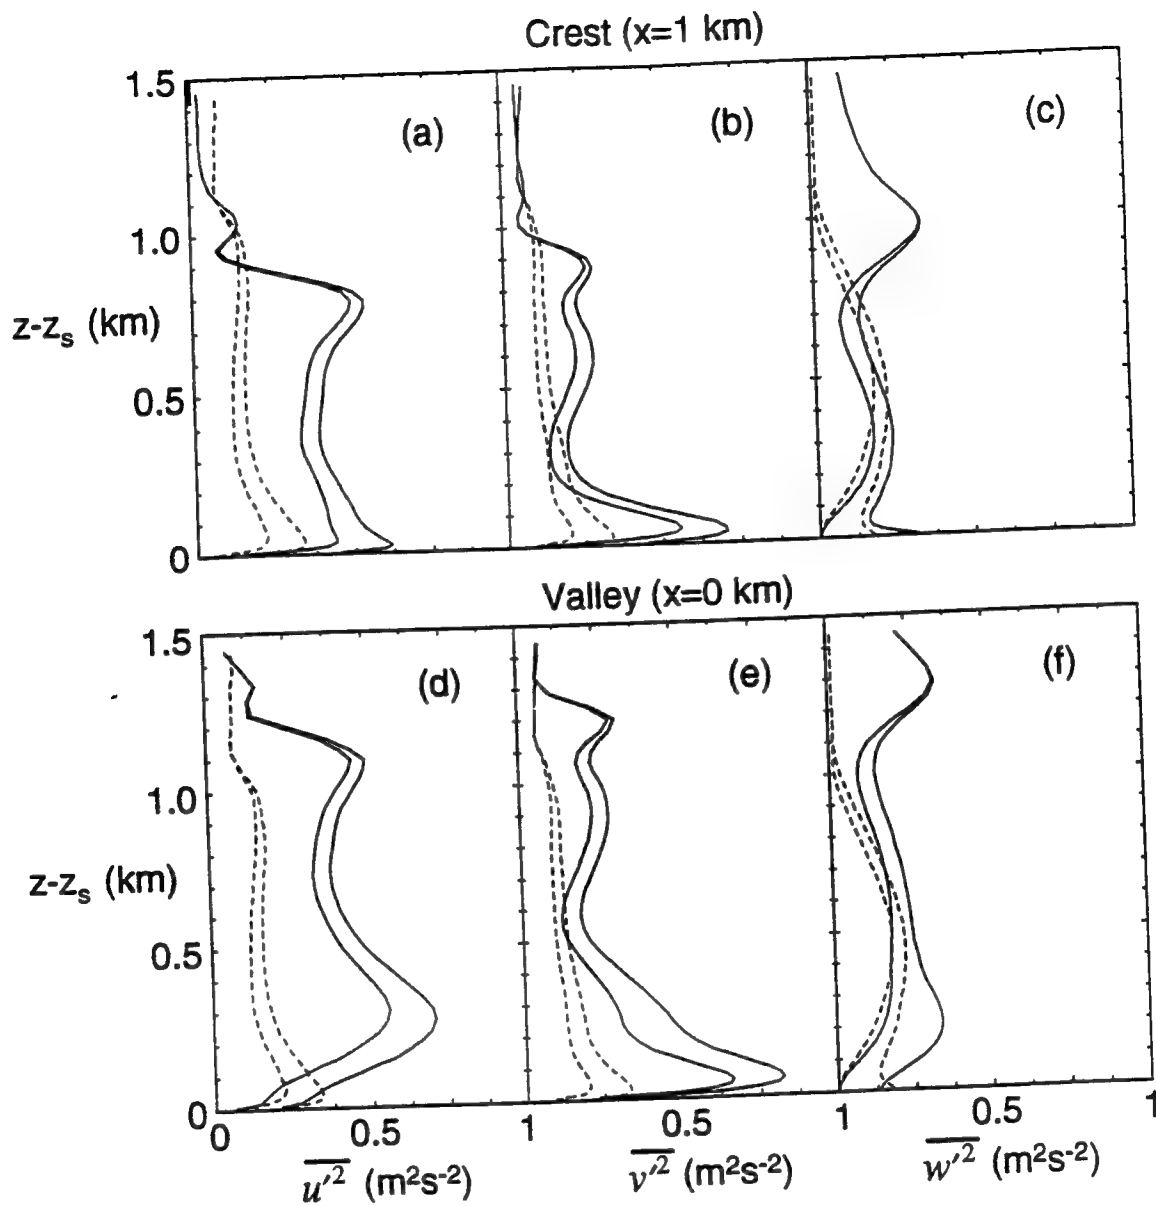 Crest (x=1 km)
1.5
(a)
(b)
(c)
1.0
z-zs (km)
0.5
0
Valley (x=0 km)
1.5
(d)
(e)
(f)
1.0
z-zs (km)
0.5
0
0 0.5 1 0.5 1 0.5 1
u'² (m²s⁻²) v'² (m²s⁻²) w'² (m²s⁻²)